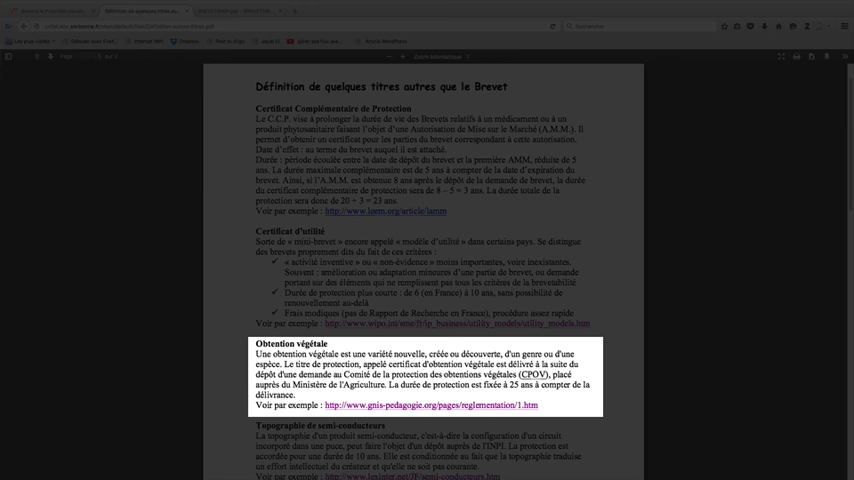 Définition de quelques titres autres que le Brevet
Certificat Complémentaire de Protection
Le C.C.P. vise à prolonger la durée de vie des Brevets relatifs à un médicament ou à un
produit phytosanitaire faisant l'objet d'une Autorisation de Mise sur le Marché (A.M.M.). Il
permet d'obtenir un certificat pour les parties du brevet correspondant à cette autorisation.
Date d'effet : au terme du brevet auquel il est attaché.
Durée : période écoulée entre la date de dépôt du brevet et la première AMM, réduite de 5
ans. La durée maximale complémentaire est de 5 ans à compter de la date d'expiration du
brevet. Ainsi, si l'A.M.M. est obtenue 8 ans après le dépôt de la demande de brevet, la durée
du certificat complémentaire de protection sera de 8 – 5 = 3 ans. La durée totale de la
protection sera donc de 20 + 3 = 23 ans.
Voir par exemple : http://www.leem.org/article/lamm
Certificat d'utilité
Sorte de « mini-brevet » encore appelé « modèle d'utilité » dans certains pays. Se distingue
des brevets proprement dits du fait de ces critères :
✓ « activité inventive » ou « non-évidence » moins importantes, voire inexistantes.
Souvent : amélioration ou adaptation mineures d'une partie de brevet, ou demande
portant sur des éléments qui ne remplissent pas tous les critères de la brevetabilité
✓ Durée de protection plus courte : de 6 (en France) à 10 ans, sans possibilité de
renouvellement au-delà
✓ Frais modiques (pas de Rapport de Recherche en France), procédure assez rapide
Voir par exemple : http://www.wipo.int/sme/fr/ip_business/utility_models/utility_models.htm
Obtention végétale
Une obtention végétale est une variété nouvelle, créée ou découverte, d'un genre ou d'une
espèce. Le titre de protection, appelé certificat d'obtention végétale est délivré à la suite du
dépôt d'une demande au Comité de la protection des obtentions végétales (CPOV), placé
auprès du Ministère de l'Agriculture. La durée de protection est fixée à 25 ans à compter de la
délivrance.
Voir par exemple : http://www.gnis-pedagogie.org/pages/reglementation/1.htm
Topographie de semi-conducteurs
La topographie d'un produit semi-conducteur, c'est-à-dire la configuration d'un circuit
incorporé dans une puce, peut faire l'objet d'un dépôt auprès de l'INPI. La protection est
accordée pour une durée de 10 ans. Elle est conditionnée au fait que la topographie traduise
un effort intellectuel du créateur et qu'elle ne soit pas courante.
Voir par exemple : http://www.lexinter.net/JF/semi-conducteurs.htm